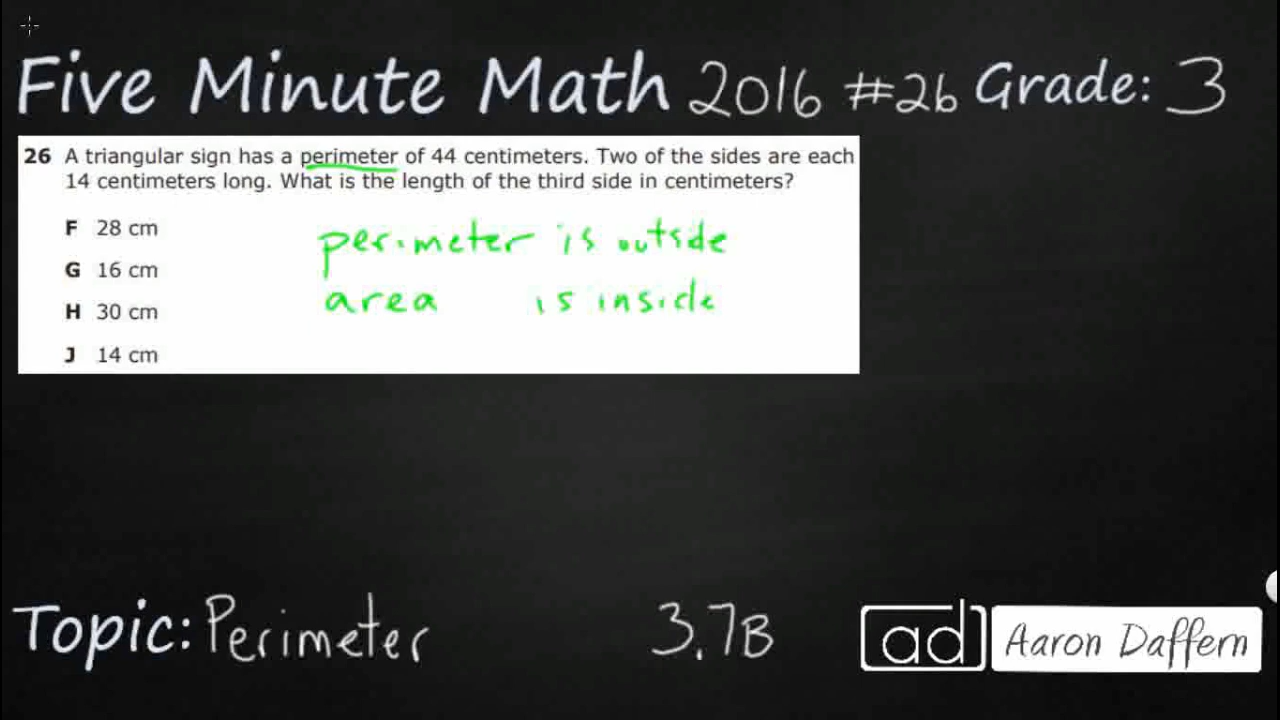 Five Minute Math 2016 #26 Grade: 3
26 A triangular sign has a perimeter of 44 centimeters. Two of the sides are each
14 centimeters long. What is the length of the third side in centimeters?
F 28 cm
G 16 cm
H 30 cm
J 14 cm
perimeter is outside
area is inside
Topic: Perimeter 3.7B ad Aaron Daffern